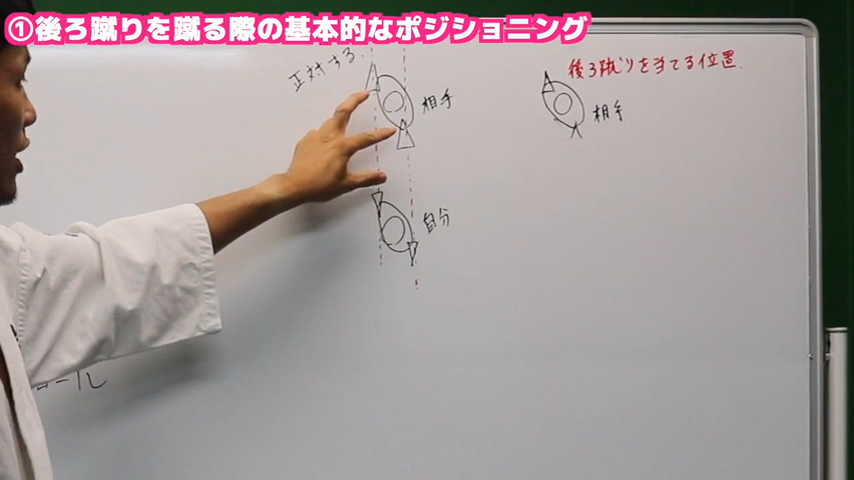 ①後ろ蹴りを蹴る際の基本的なポジショニング
正対する.
後ろ蹴りを当てる位置.
相手
相手
自分